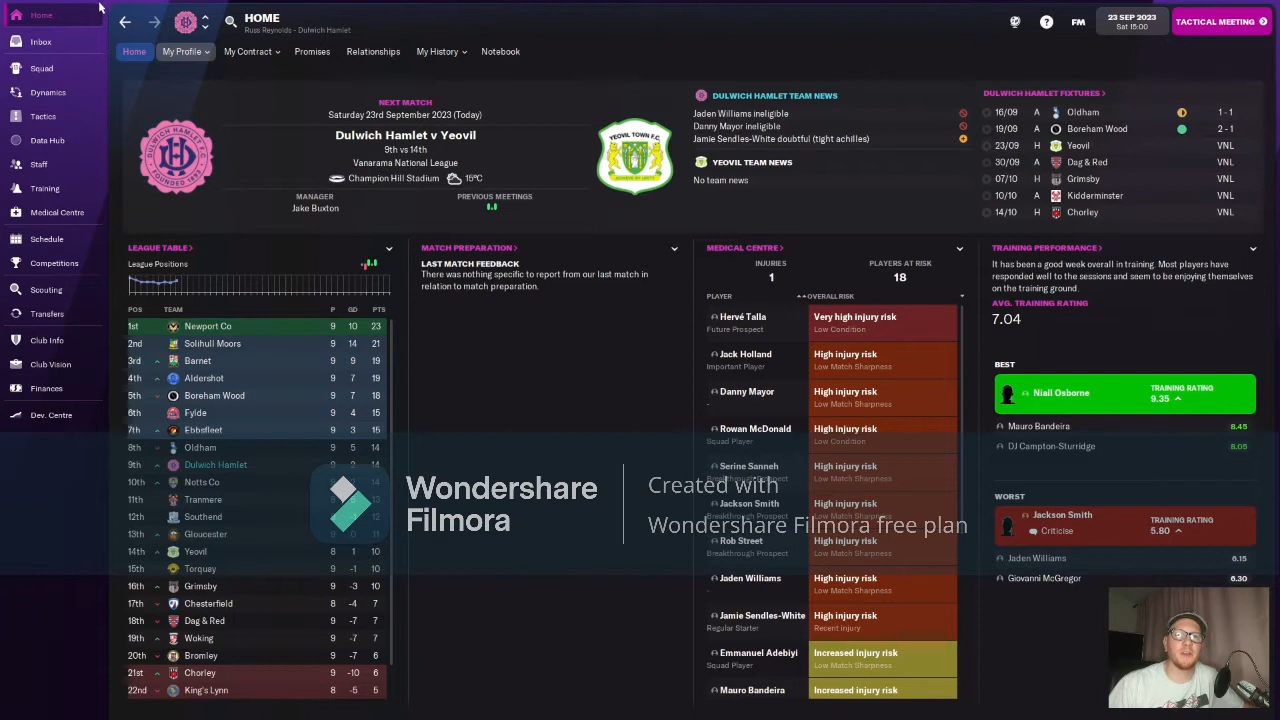 Home
Inbox
Squad
Dynamics
Tactics
Data Hub
Staff
Training
Medical Centre
Schedule
Competitions
Scouting
Transfers
Club Info
Club Vision
Finances
Dev. Centre
HOME
Russ Reynolds - Dulwich Hamlet
FM
23 SEP 2023
Sat 15:00
TACTICAL MEETING
Home
My Profile
My Contract
Promises
Relationships
My History
Notebook
NEXT MATCH
Saturday 23rd September 2023 (Today)
Dulwich Hamlet v Yeovil
9th vs 14th
Vanarama National League
Champion Hill Stadium 15°C
MANAGER
Jake Buxton
PREVIOUS MEETINGS
DULWICH HAMLET TEAM NEWS
Jaden Williams ineligible
Danny Mayor ineligible
Jamie Sendles-White doubtful (tight achilles)
YEOVIL TEAM NEWS
No team news
DULWICH HAMLET FIXTURES
16/09 A Oldham 1 - 1
19/09 A Boreham Wood 2 - 1
23/09 H Yeovil VNL
30/09 A Dag & Red VNL
07/10 H Grimsby VNL
10/10 A Kidderminster VNL
14/10 H Chorley VNL
LEAGUE TABLE
League Positions
POS TEAM P GD PTS
1st Newport Co 9 10 23
2nd Solihull Moors 9 14 21
3rd Barnet 9 9 19
4th Aldershot 9 7 19
5th Boreham Wood 9 7 18
6th Fylde 9 4 15
7th Ebbsfleet 9 3 15
8th Oldham 9 5 14
9th Dulwich Hamlet 9 2 14
10th Notts Co
11th Tranmere
12th Southend
13th Gloucester
14th Yeovil 8 1 10
15th Torquay 9 -1 10
16th Grimsby 9 -3 10
17th Chesterfield 8 -4 7
18th Dag & Red 9 -7 7
19th Woking 9 -7 7
20th Bromley 9 -7 6
21st Chorley 9 -10 6
22nd King's Lynn 8 -5 5
MATCH PREPARATION
LAST MATCH FEEDBACK
There was nothing specific to report from our last match in
relation to match preparation.
MEDICAL CENTRE
INJURIES
1
PLAYERS AT RISK
18
PLAYER OVERALL RISK
Hervé Talla Very high injury risk
Future Prospect Low Condition
Jack Holland High injury risk
Important Player Low Match Sharpness
Danny Mayor High injury risk
- Low Match Sharpness
Rowan McDonald High injury risk
Squad Player Low Condition
Serine Sanneh High injury risk
Breakthrough Prospect Low Match Sharpness
Jackson Smith High injury risk
Breakthrough Prospect Low Match Sharpness
Rob Street High injury risk
Breakthrough Prospect Low Match Sharpness
Jaden Williams High injury risk
- Low Match Sharpness
Jamie Sendles-White High injury risk
Regular Starter Recent injury
Emmanuel Adebiyi Increased injury risk
Squad Player Low Match Sharpness
Mauro Bandeira Increased injury risk
TRAINING PERFORMANCE
It has been a good week overall in training. Most players have
responded well to the sessions and seem to be enjoying themselves
on the training ground.
AVG. TRAINING RATING
7.04
BEST
Niall Osborne
TRAINING RATING
9.35
Mauro Bandeira 8.45
DJ Campton-Sturridge 8.05
WORST
Jackson Smith
Criticise
TRAINING RATING
5.80
Jaden Williams 6.15
Giovanni McGregor 6.30
Wondershare
Filmora
Created with
Wondershare Filmora free plan